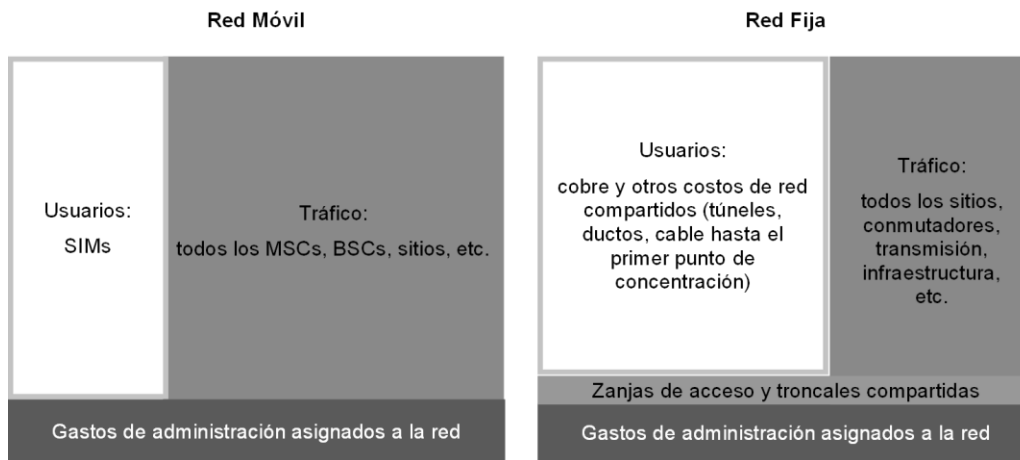 Red Móvil
Usuarios:
SIMs
Tráfico:
todos los MSCs, BSCs, sitios, etc.
Gastos de administración asignados a la red
Red Fija
Usuarios:
cobre y otros costos de red
compartidos (túneles,
ductos, cable hasta el
primer punto de
concentración)
Tráfico:
todos los sitios,
conmutadores,
transmisión,
infraestructura,
etc.
Zanjas de acceso y troncales compartidas
Gastos de administración asignados a la red